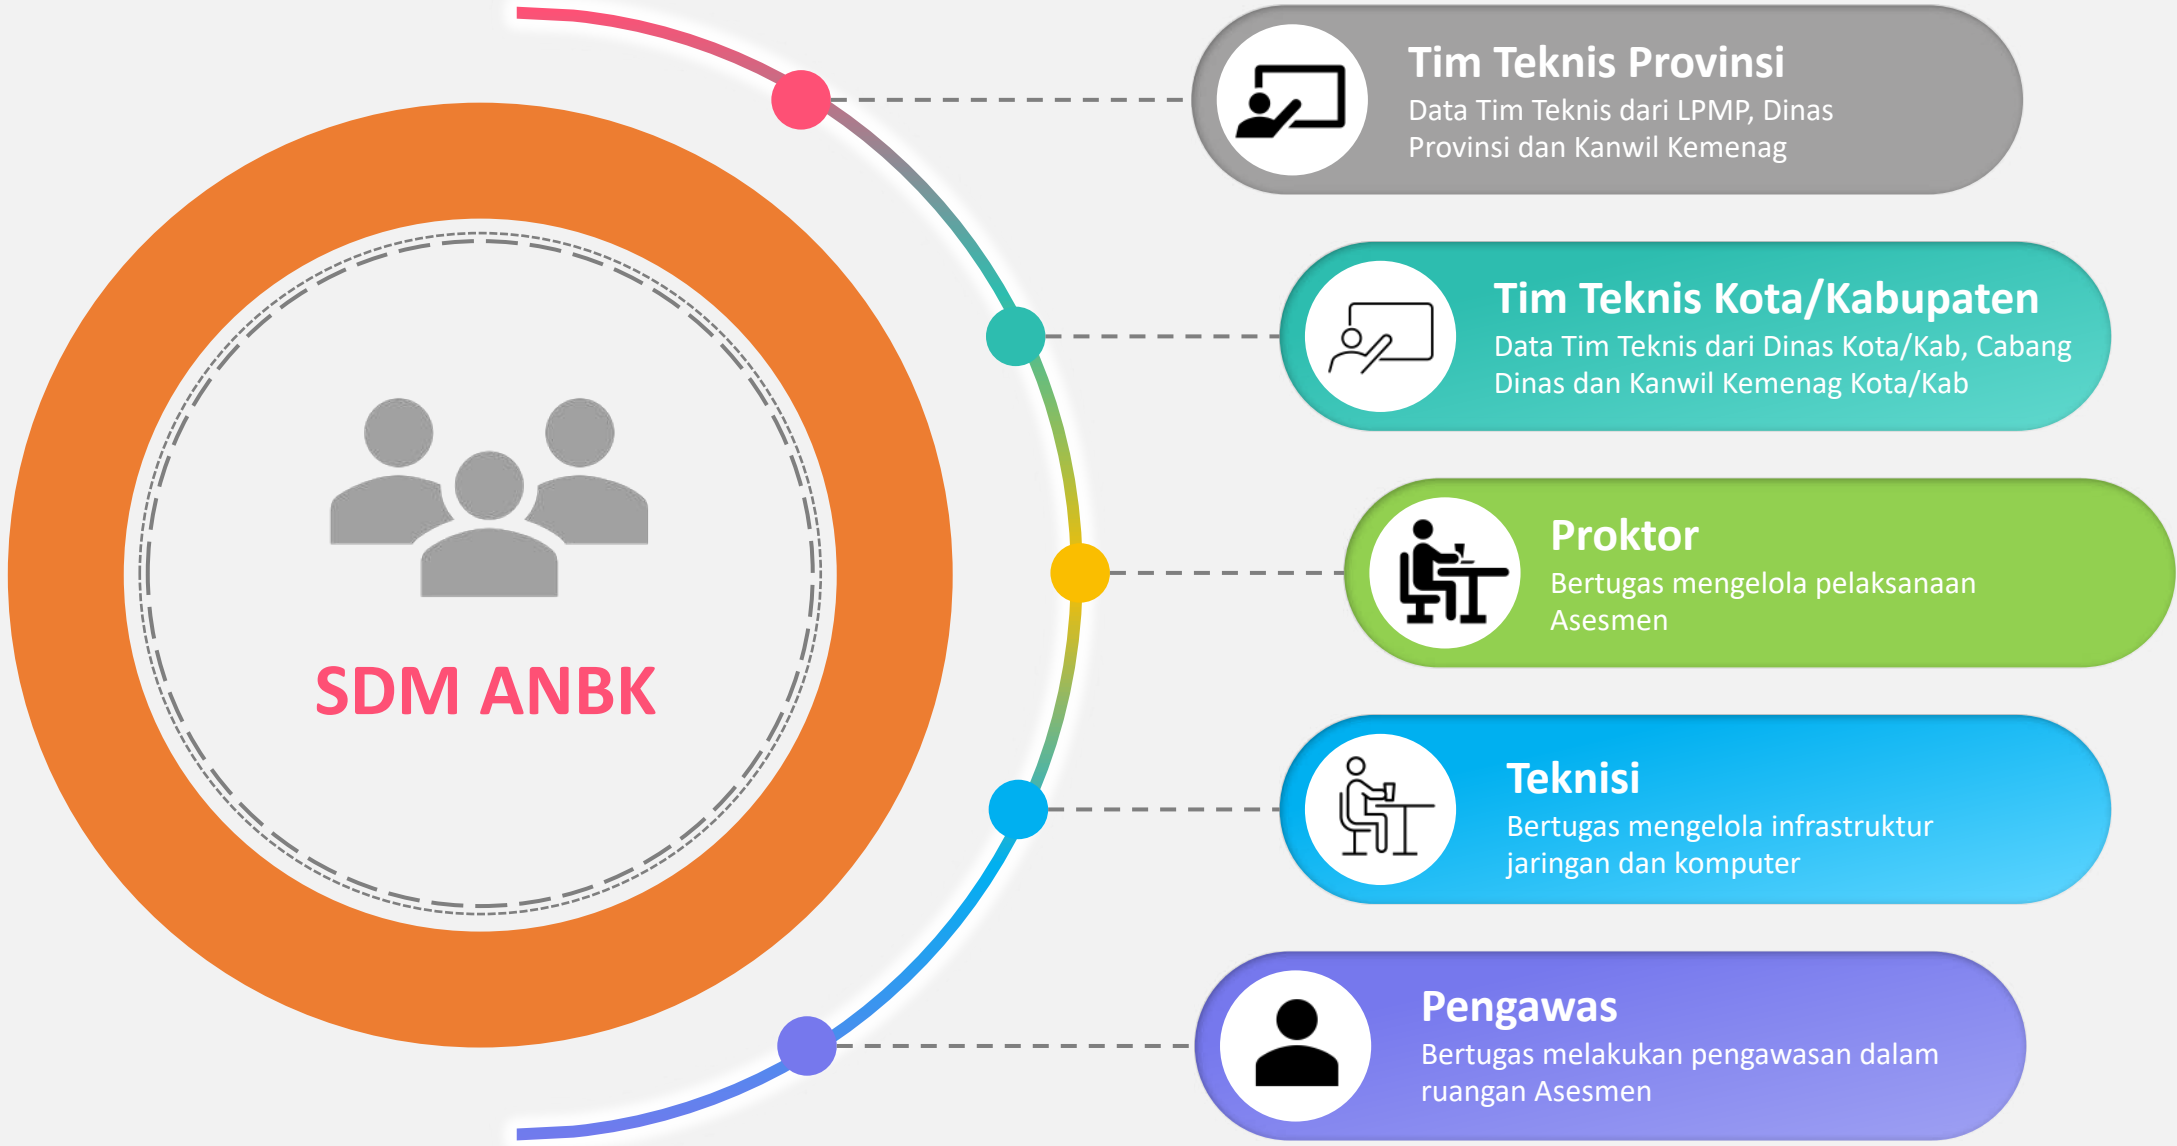 SDM ANBK
Tim Teknis Provinsi
Data Tim Teknis dari LPMP, Dinas
Provinsi dan Kanwil Kemenag
Tim Teknis Kota/Kabupaten
Data Tim Teknis dari Dinas Kota/Kab, Cabang
Dinas dan Kanwil Kemenag Kota/Kab
Proktor
Bertugas mengelola pelaksanaan
Asesmen
Teknisi
Bertugas mengelola infrastruktur
jaringan dan komputer
Pengawas
Bertugas melakukan pengawasan dalam
ruangan Asesmen